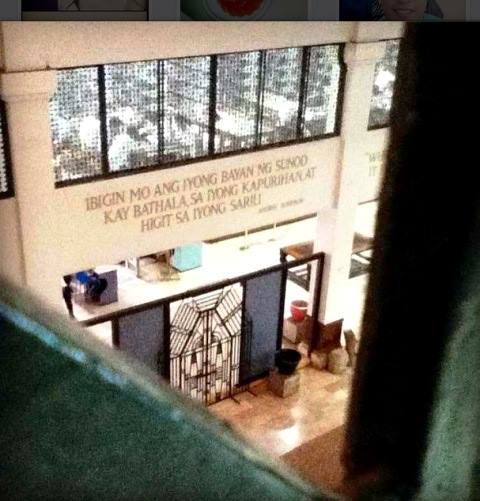 IBIGIN MO ANG IYONG BAYAN NG SUNOD
KAY BATHALA, SA IYONG KAPURIHAN, AT
HIGIT SA IYONG SARILI